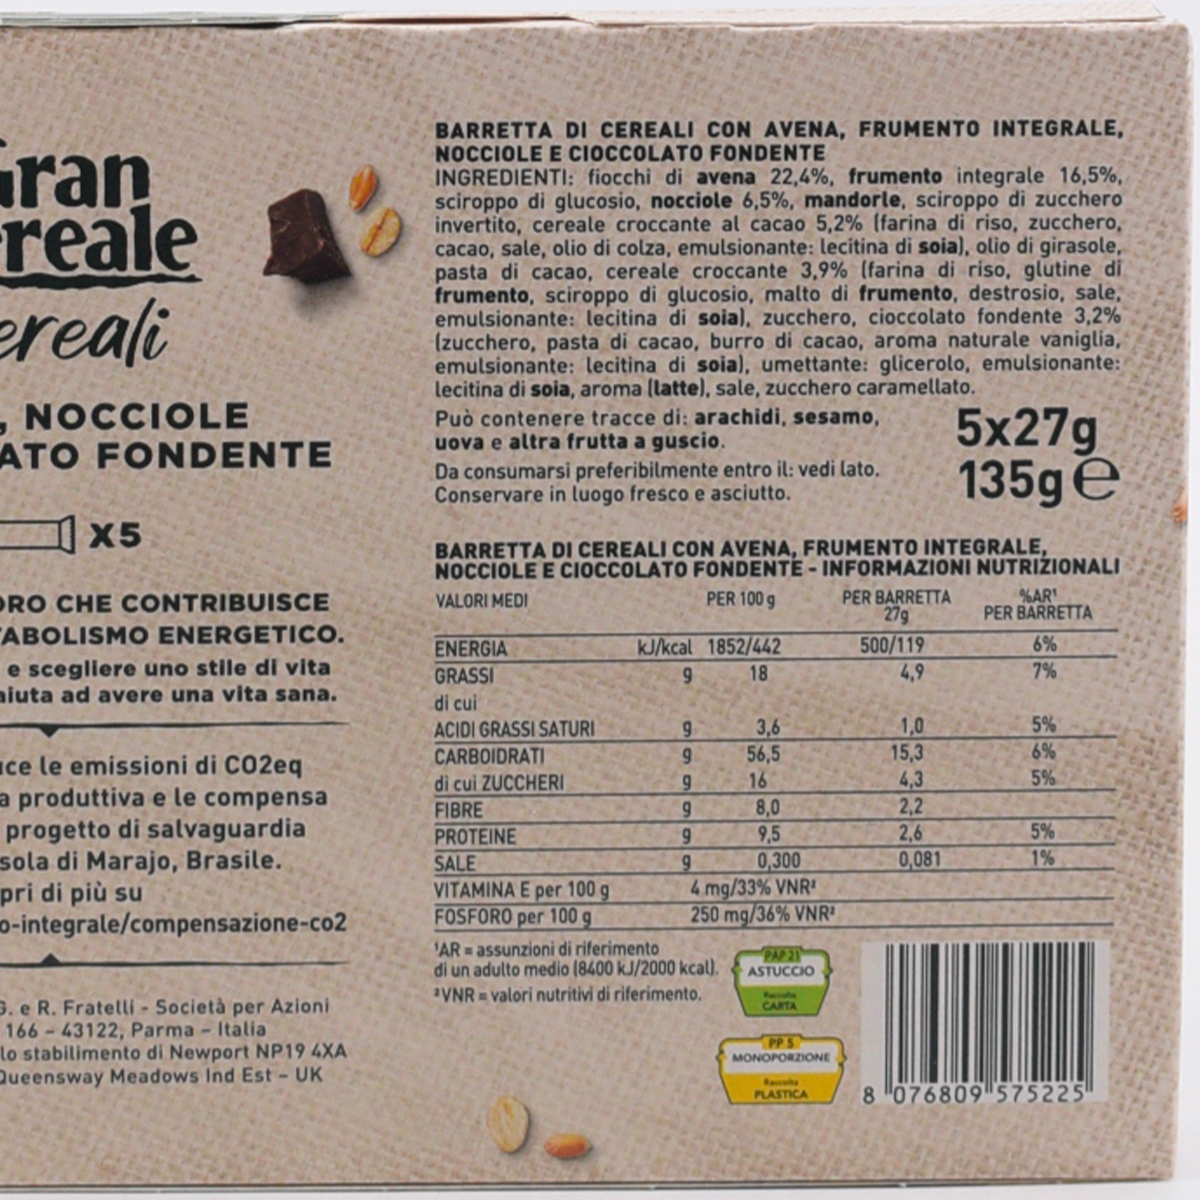 Gran
ereale
ereali
, NOCCIOLE
ATO FONDENTE
X5
ORO CHE CONTRIBUISCE
TABOLISMO ENERGETICO.
e scegliere uno stile di vita
aiuta ad avere una vita sana.
uce le emissioni di CO2eq
a produttiva e le compensa
progetto di salvaguardia
sola di Marajo, Brasile.
pri di più su
o-integrale/compensazione-co2
G. e R. Fratelli - Società per Azioni
166 - 43122, Parma - Italia
lo stabilimento di Newport NP19 4XA
Queensway Meadows Ind Est - UK
BARRETTA DI CEREALI CON AVENA, FRUMENTO INTEGRALE,
NOCCIOLE E CIOCCOLATO FONDENTE
INGREDIENTI: fiocchi di avena 22,4%, frumento integrale 16,5%,
sciroppo di glucosio, nocciole 6,5%, mandorle, sciroppo di zucchero
invertito, cereale croccante al cacao 5,2% (farina di riso, zucchero,
cacao, sale, olio di colza, emulsionante: lecitina di soia), olio di girasole,
pasta di cacao, cereale croccante 3,9% (farina di riso, glutine di
frumento, sciroppo di glucosio, malto di frumento, destrosio, sale,
emulsionante: lecitina di soia), zucchero, cioccolato fondente 3,2%
(zucchero, pasta di cacao, burro di cacao, aroma naturale vaniglia,
emulsionante: lecitina di soia), umettante: glicerolo, emulsionante:
lecitina di soia, aroma (latte), sale, zucchero caramellato.
Può contenere tracce di: arachidi, sesamo,
uova e altra frutta a guscio.
Da consumarsi preferibilmente entro il: vedi lato.
Conservare in luogo fresco e asciutto.
5x27g
135g e
BARRETTA DI CEREALI CON AVENA, FRUMENTO INTEGRALE,
NOCCIOLE E CIOCCOLATO FONDENTE - INFORMAZIONI NUTRIZIONALI
VALORI MEDI PER 100 g PER BARRETTA 27g %AR¹ PER BARRETTA
ENERGIA kJ/kcal 1852/442 500/119 6%
GRASSI g 18 4,9 7%
di cui
ACIDI GRASSI SATURI g 3,6 1,0 5%
CARBOIDRATI g 56,5 15,3 6%
di cui ZUCCHERI g 16 4,3 5%
FIBRE g 8,0 2,2
PROTEINE g 9,5 2,6 5%
SALE g 0,300 0,081 1%
VITAMINA E per 100 g 4 mg/33% VNR²
FOSFORO per 100 g 250 mg/36% VNR²
¹AR = assunzioni di riferimento
di un adulto medio (8400 kJ/2000 kcal).
²VNR = valori nutritivi di riferimento.
PAP 21
ASTUCCIO
Raccolta
CARTA
PP 5
MONOPORZIONE
Raccolta
PLASTICA
8 076809 575225